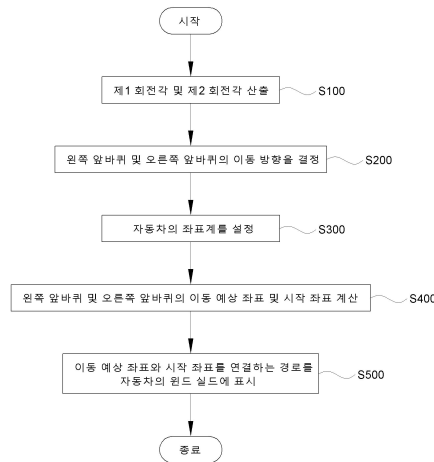 시작
제1 회전각 및 제2 회전각 산출
S100
왼쪽 앞바퀴 및 오른쪽 앞바퀴의 이동 방향을 결정
S200
자동차의 좌표계를 설정
S300
왼쪽 앞바퀴 및 오른쪽 앞바퀴의 이동 예상 좌표 및 시작 좌표 계산
S400
이동 예상 좌표와 시작 좌표를 연결하는 경로를
자동차의 윈드 실드에 표시
S500
종료